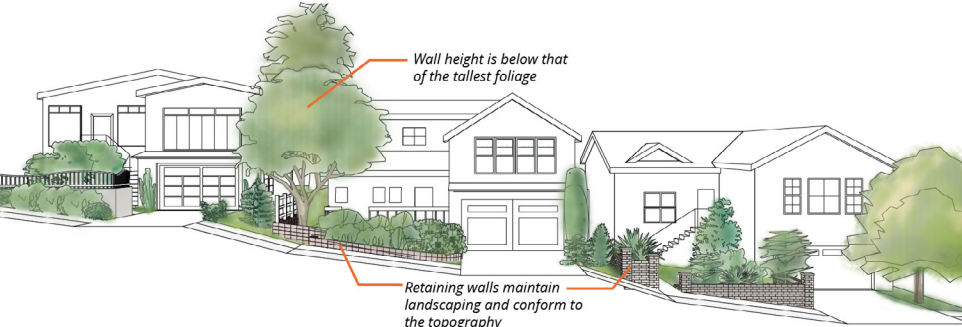 Wall height is below that
of the tallest foliage
Retaining walls maintain
landscaping and conform to
the topography